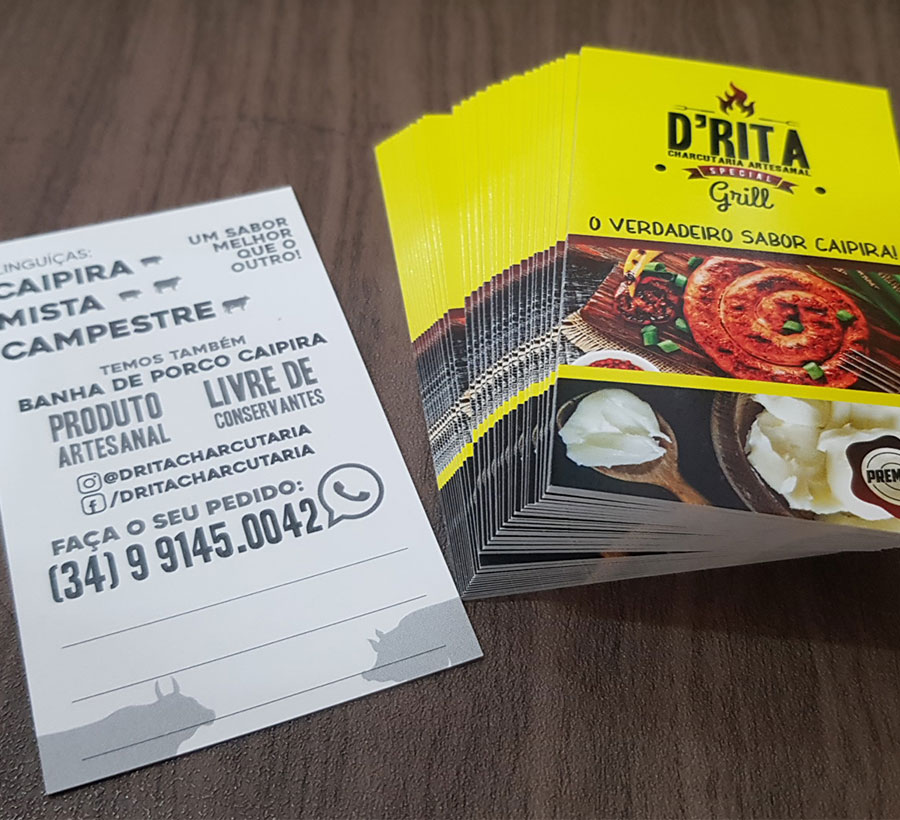 LINGUIÇAS:
CAIPIRA
MISTA
CAMPESTRE
UM SABOR
MELHOR
QUE O
OUTRO!
TEMOS TAMBÉM
BANHA DE PORCO CAIPIRA
PRODUTO
ARTESANAL
LIVRE DE
CONSERVANTES
@DRITACHARCUTARIA
/DRITACHARCUTARIA
FAÇA O SEU PEDIDO:
(34) 9 9145.0042
D'RITA
CHARCUTARIA ARTESANAL
SPECIAL
Grill
O VERDADEIRO SABOR CAIPIRA!
PREM